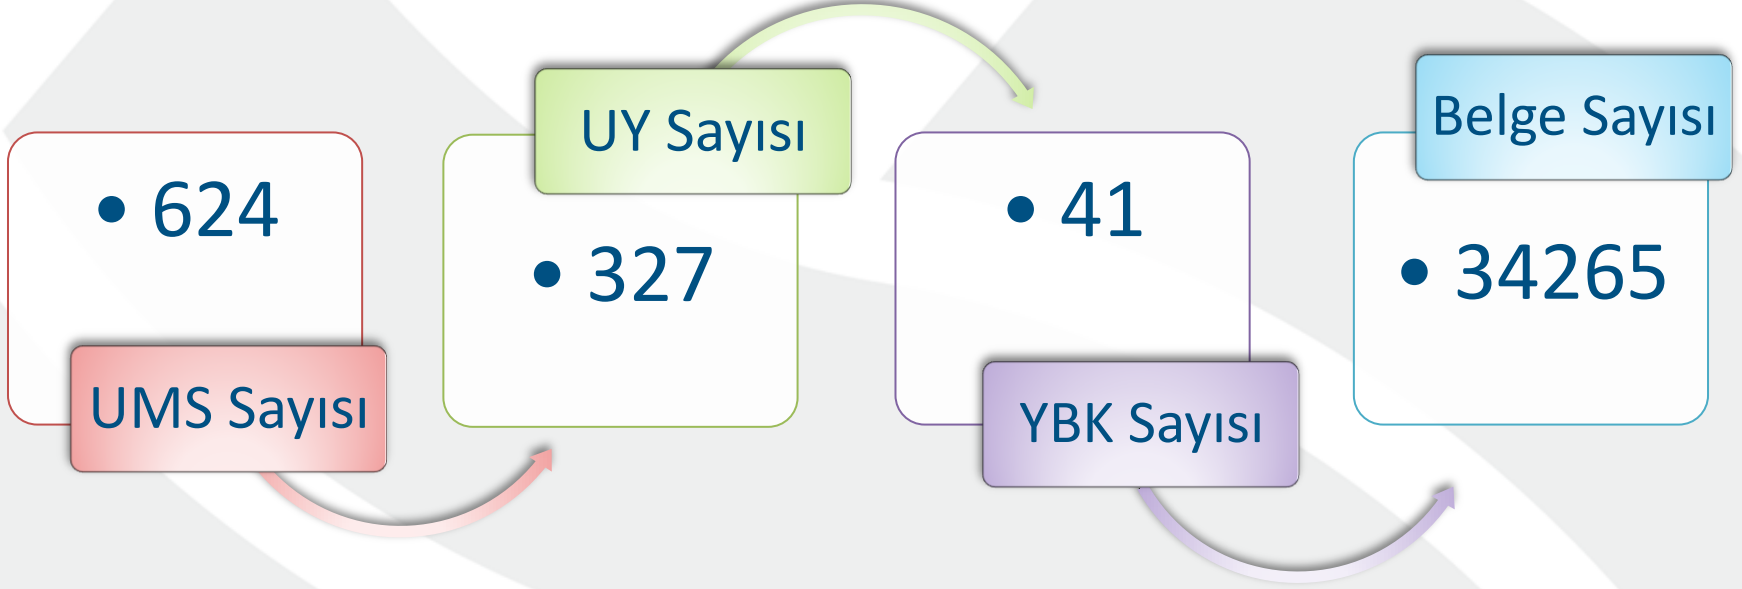 • 624
UMS Sayısı
UY Sayısı
• 327
• 41
YBK Sayısı
Belge Sayısı
• 34265